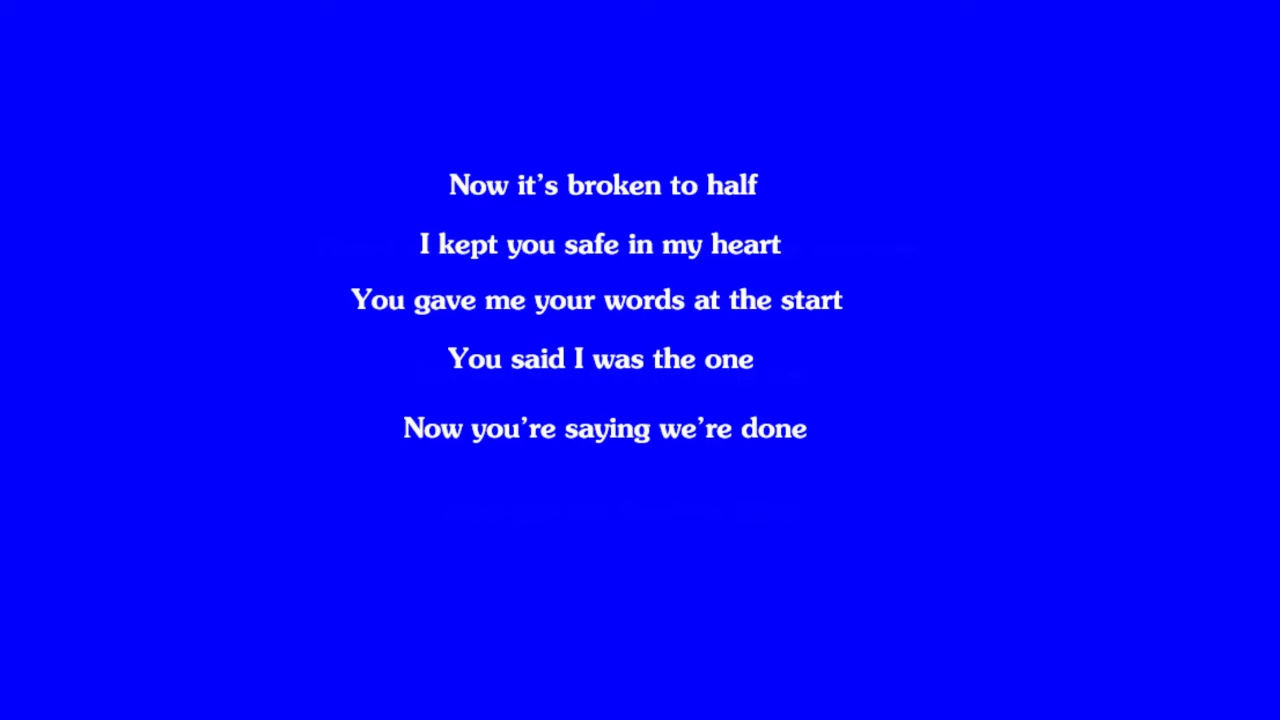 Now it’s broken to half
I kept you safe in my heart
You gave me your words at the start
You said I was the one
Now you’re saying we’re done